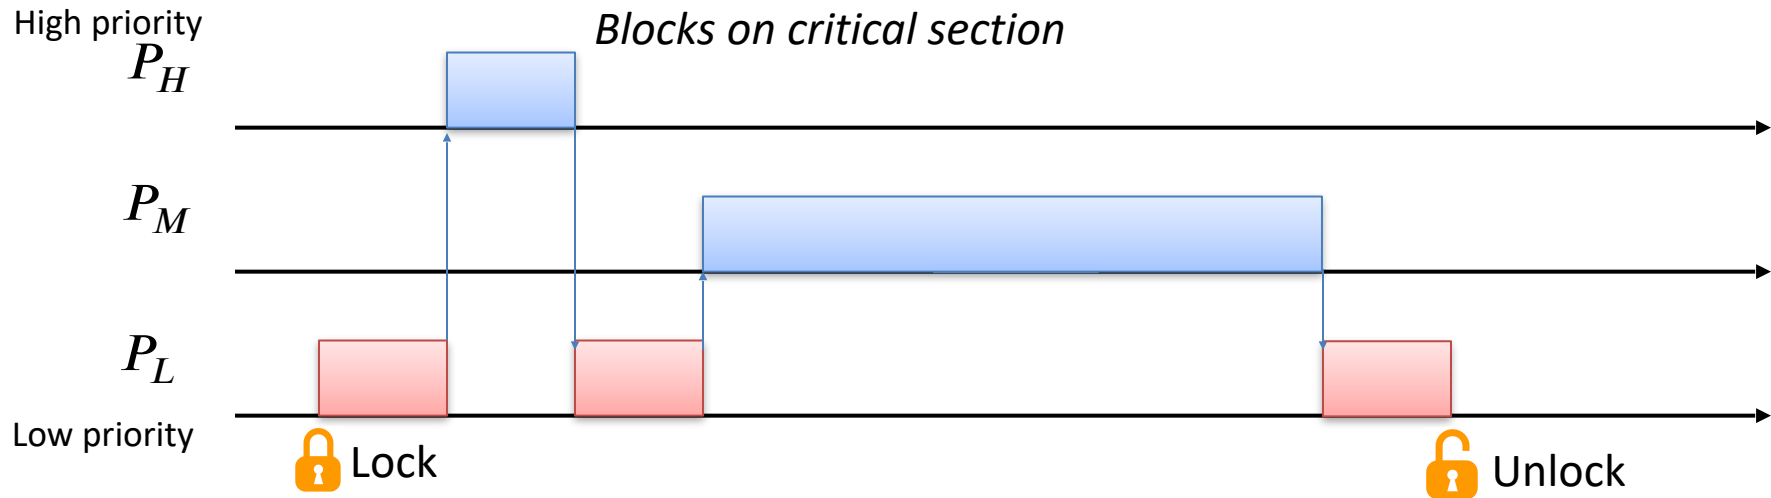 High priority
Blocks on critical section
P_H
P_M
P_L
Low priority
Lock
Unlock